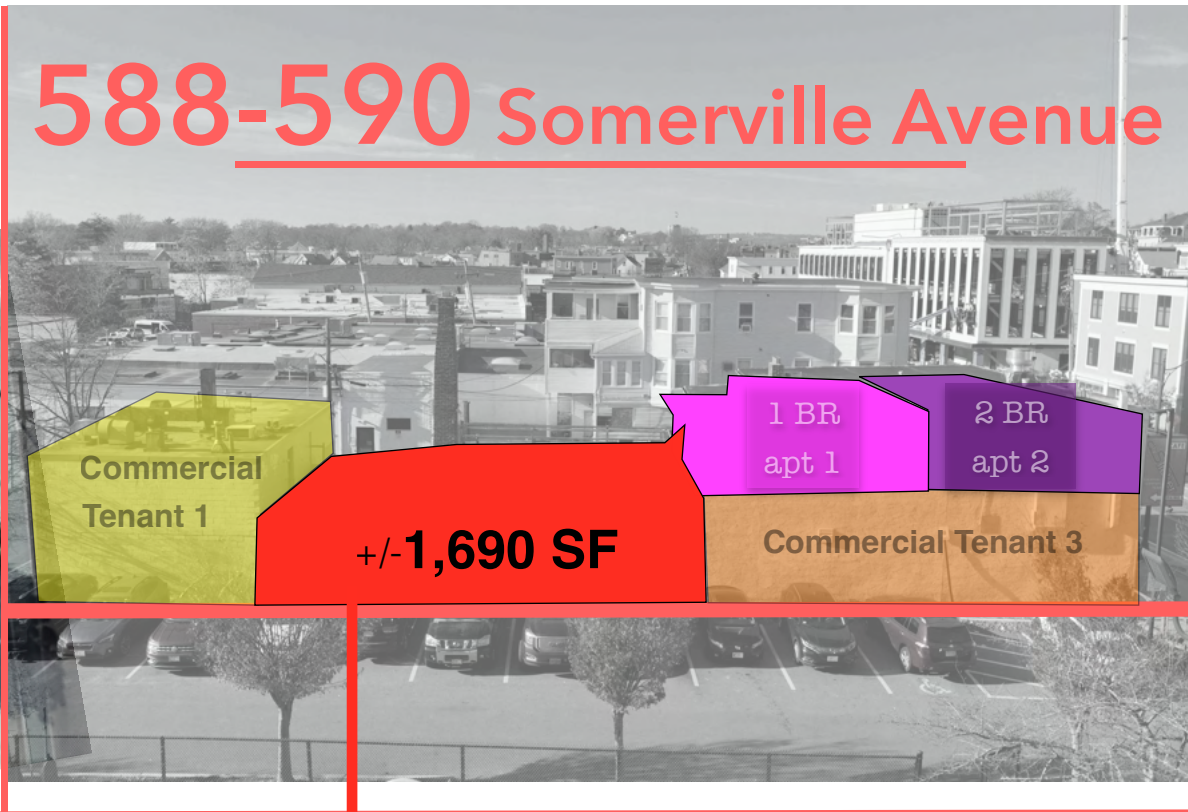 588-590 Somerville Avenue
Commercial
Tenant 1
+/-1,690 SF
1 BR
apt 1
2 BR
apt 2
Commercial Tenant 3